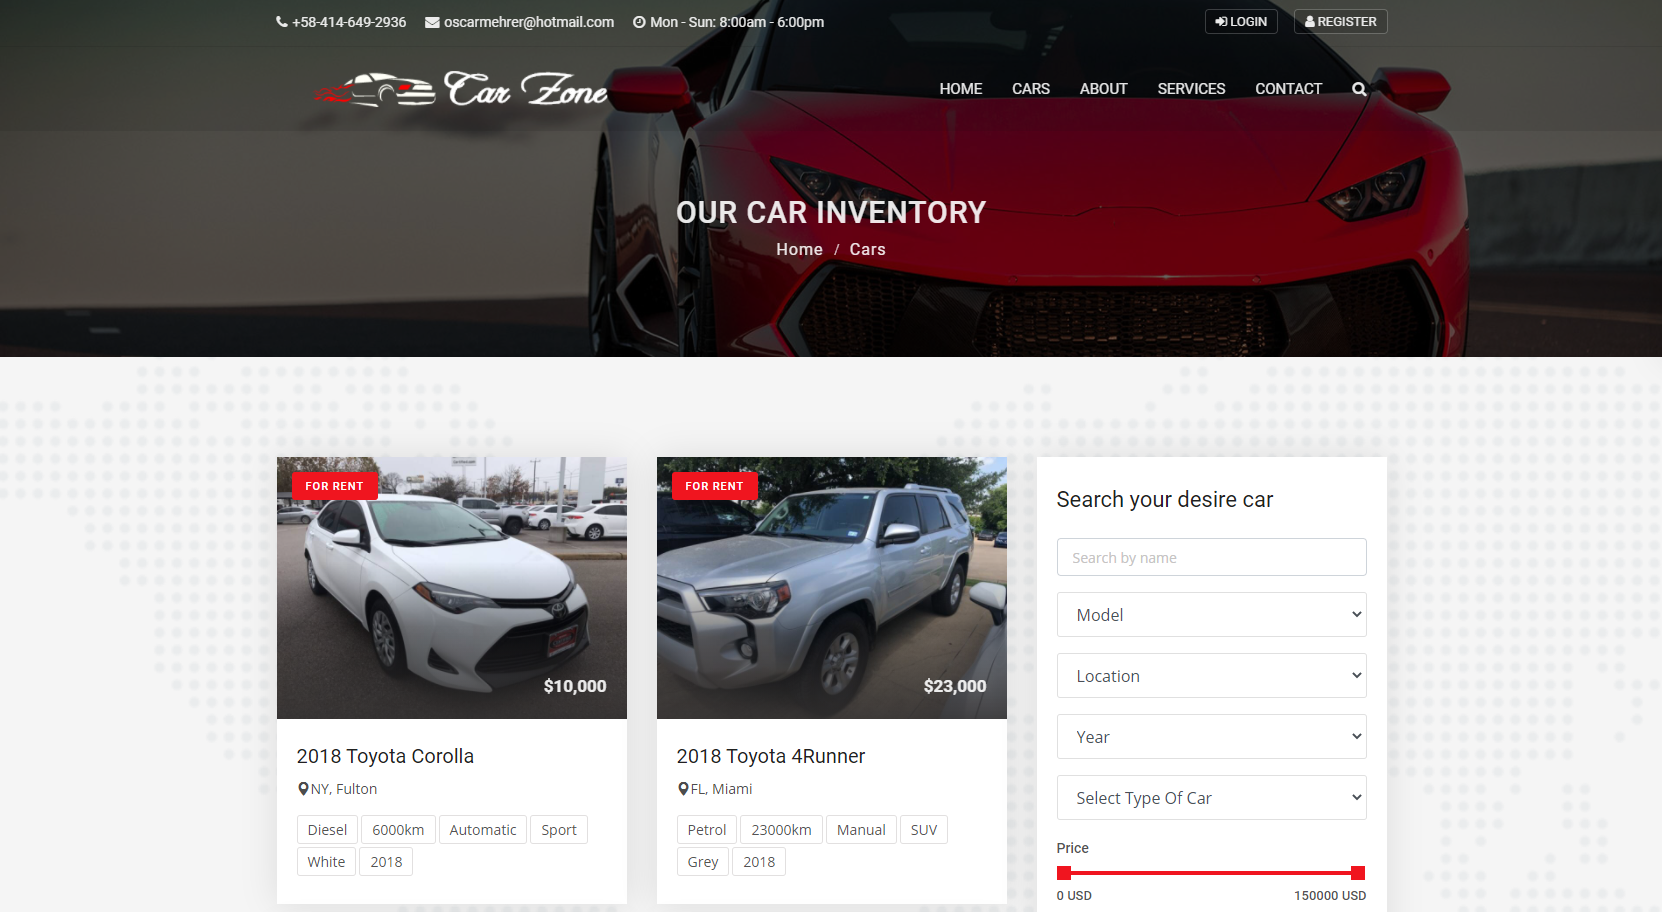 +58-414-649-2936 oscarmehrer@hotmail.com Mon - Sun: 8:00am - 6:00pm LOGIN REGISTER
Car Zone HOME CARS ABOUT SERVICES CONTACT
OUR CAR INVENTORY
Home / Cars
FOR RENT
$10,000
2018 Toyota Corolla
NY, Fulton
Diesel 6000km Automatic Sport
White 2018
FOR RENT
$23,000
2018 Toyota 4Runner
FL, Miami
Petrol 23000km Manual SUV
Grey 2018
Search your desire car
Search by name
Model
Location
Year
Select Type Of Car
Price
0 USD 150000 USD